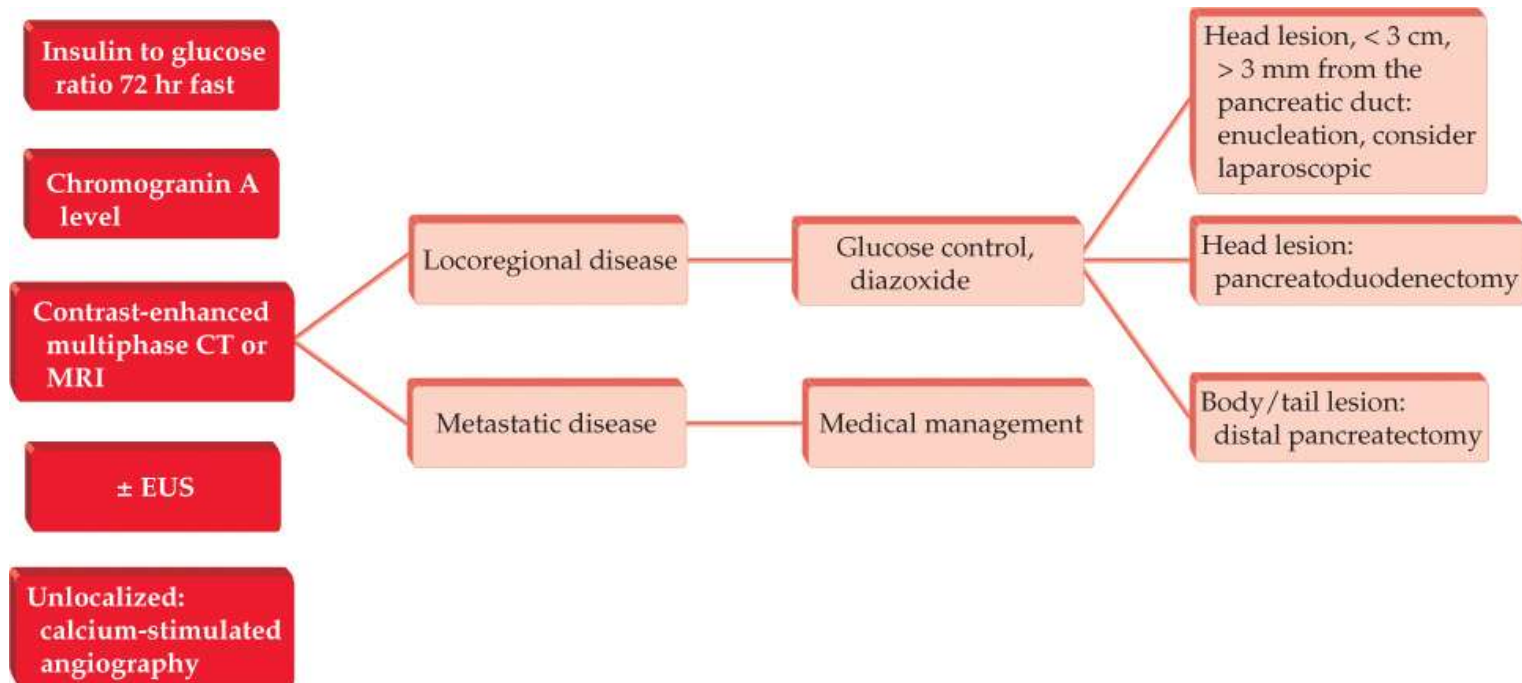 Insulin to glucose
ratio 72 hr fast
Chromogranin A
level
Contrast-enhanced
multiphase CT or
MRI
± EUS
Unlocalized:
calcium-stimulated
angiography
Locoregional disease
Metastatic disease
Glucose control,
diazoxide
Medical management
Head lesion, < 3 cm,
> 3 mm from the
pancreatic duct:
enucleation, consider
laparoscopic
Head lesion:
pancreatoduodenectomy
Body/tail lesion:
distal pancreatectomy